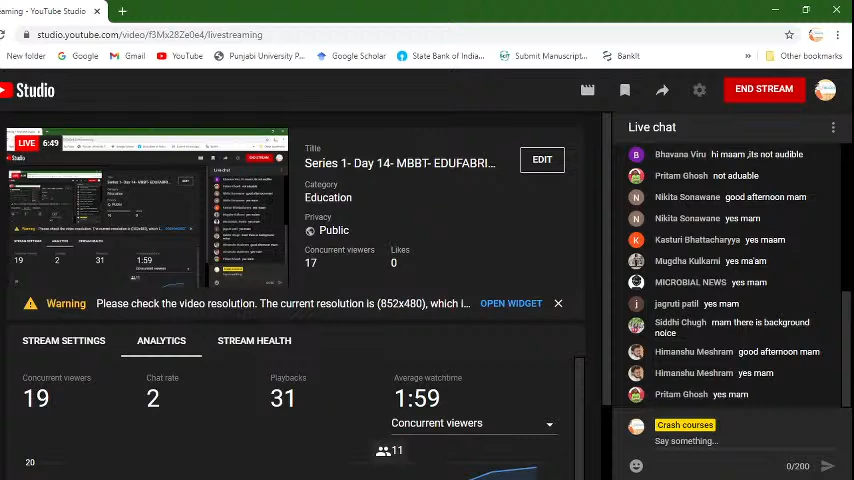 eaming - YouTube Studio
studio.youtube.com/video/f3Mx28Ze0e4/livestreaming
New folder
Google
Gmail
YouTube
Punjabi University P...
Google Scholar
State Bank of India...
Submit Manuscript...
BankIt
»
Other bookmarks
Studio
END STREAM
LIVE 6:49
Title
Series 1- Day 14- MBBT- EDUFABRI...
EDIT
Category
Education
Privacy
Public
Concurrent viewers
Likes
17
0
Warning
Please check the video resolution. The current resolution is (852x480), which i...
OPEN WIDGET
STREAM SETTINGS
ANALYTICS
STREAM HEALTH
Concurrent viewers
Chat rate
Playbacks
Average watchtime
19
2
31
1:59
Concurrent viewers
11
20
Live chat
Bhavana Viru hi maam ,its not audible
Pritam Ghosh not aduable
Nikita Sonawane good afternoon mam
Nikita Sonawane yes mam
Kasturi Bhattacharyya yes maam
Mugdha Kulkarni yes ma'am
MICROBIAL NEWS yes mam
jagruti patil yes mam
Siddhi Chugh mam there is background
noice
Himanshu Meshram good afternoon mam
Himanshu Meshram yes mam
Pritam Ghosh yes mam
Crash courses
Say something...
0/200